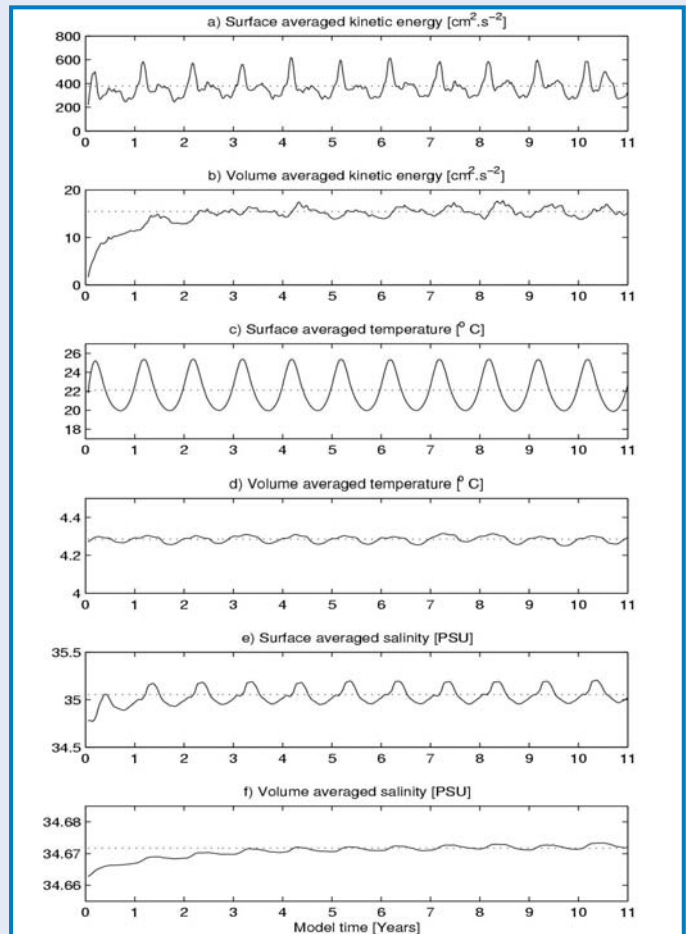 a) Surface averaged kinetic energy [cm².s⁻²]
800
600
400
200
0
0 1 2 3 4 5 6 7 8 9 10 11
b) Volume averaged kinetic energy [cm².s⁻²]
20
10
0
0 1 2 3 4 5 6 7 8 9 10 11
c) Surface averaged temperature [° C]
26
24
22
20
18
0 1 2 3 4 5 6 7 8 9 10 11
d) Volume averaged temperature [° C]
4.4
4.2
4
0 1 2 3 4 5 6 7 8 9 10 11
e) Surface averaged salinity [PSU]
35.5
35
34.5
0 1 2 3 4 5 6 7 8 9 10 11
f) Volume averaged salinity [PSU]
34.68
34.67
34.66
0 1 2 3 4 5 6 7 8 9 10 11
Model time [Years]